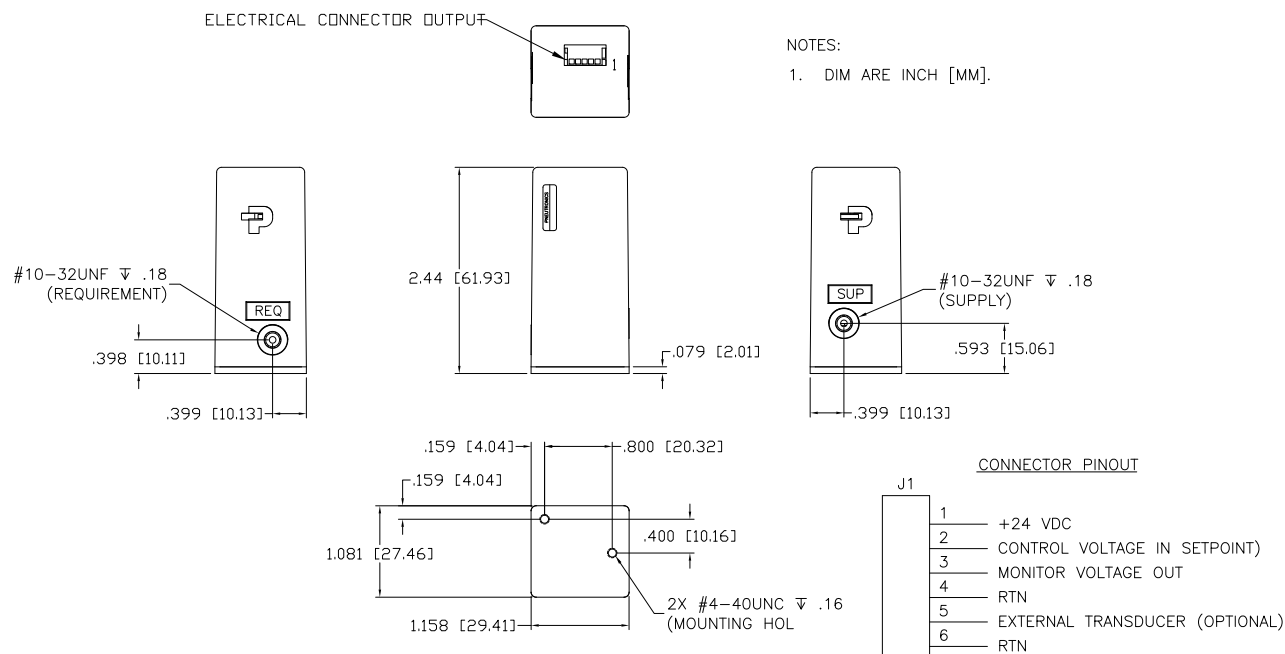 ELECTRICAL CONNECTOR OUTPUT
1
NOTES:
1. DIM ARE INCH [MM].
PNEUTRONICS
#10-32UNF ↧ .18
(REQUIREMENT)
REQ
.398 [10.11]
.399 [10.13]
2.44 [61.93]
.079 [2.01]
SUP
#10-32UNF ↧ .18
(SUPPLY)
.593 [15.06]
.399 [10.13]
.159 [4.04]
.800 [20.32]
.159 [4.04]
1.081 [27.46]
.400 [10.16]
1.158 [29.41]
2X #4-40UNC ↧ .16
(MOUNTING HOL
CONNECTOR PINOUT
J1
1 +24 VDC
2 CONTROL VOLTAGE IN SETPOINT)
3 MONITOR VOLTAGE OUT
4 RTN
5 EXTERNAL TRANSDUCER (OPTIONAL)
6 RTN